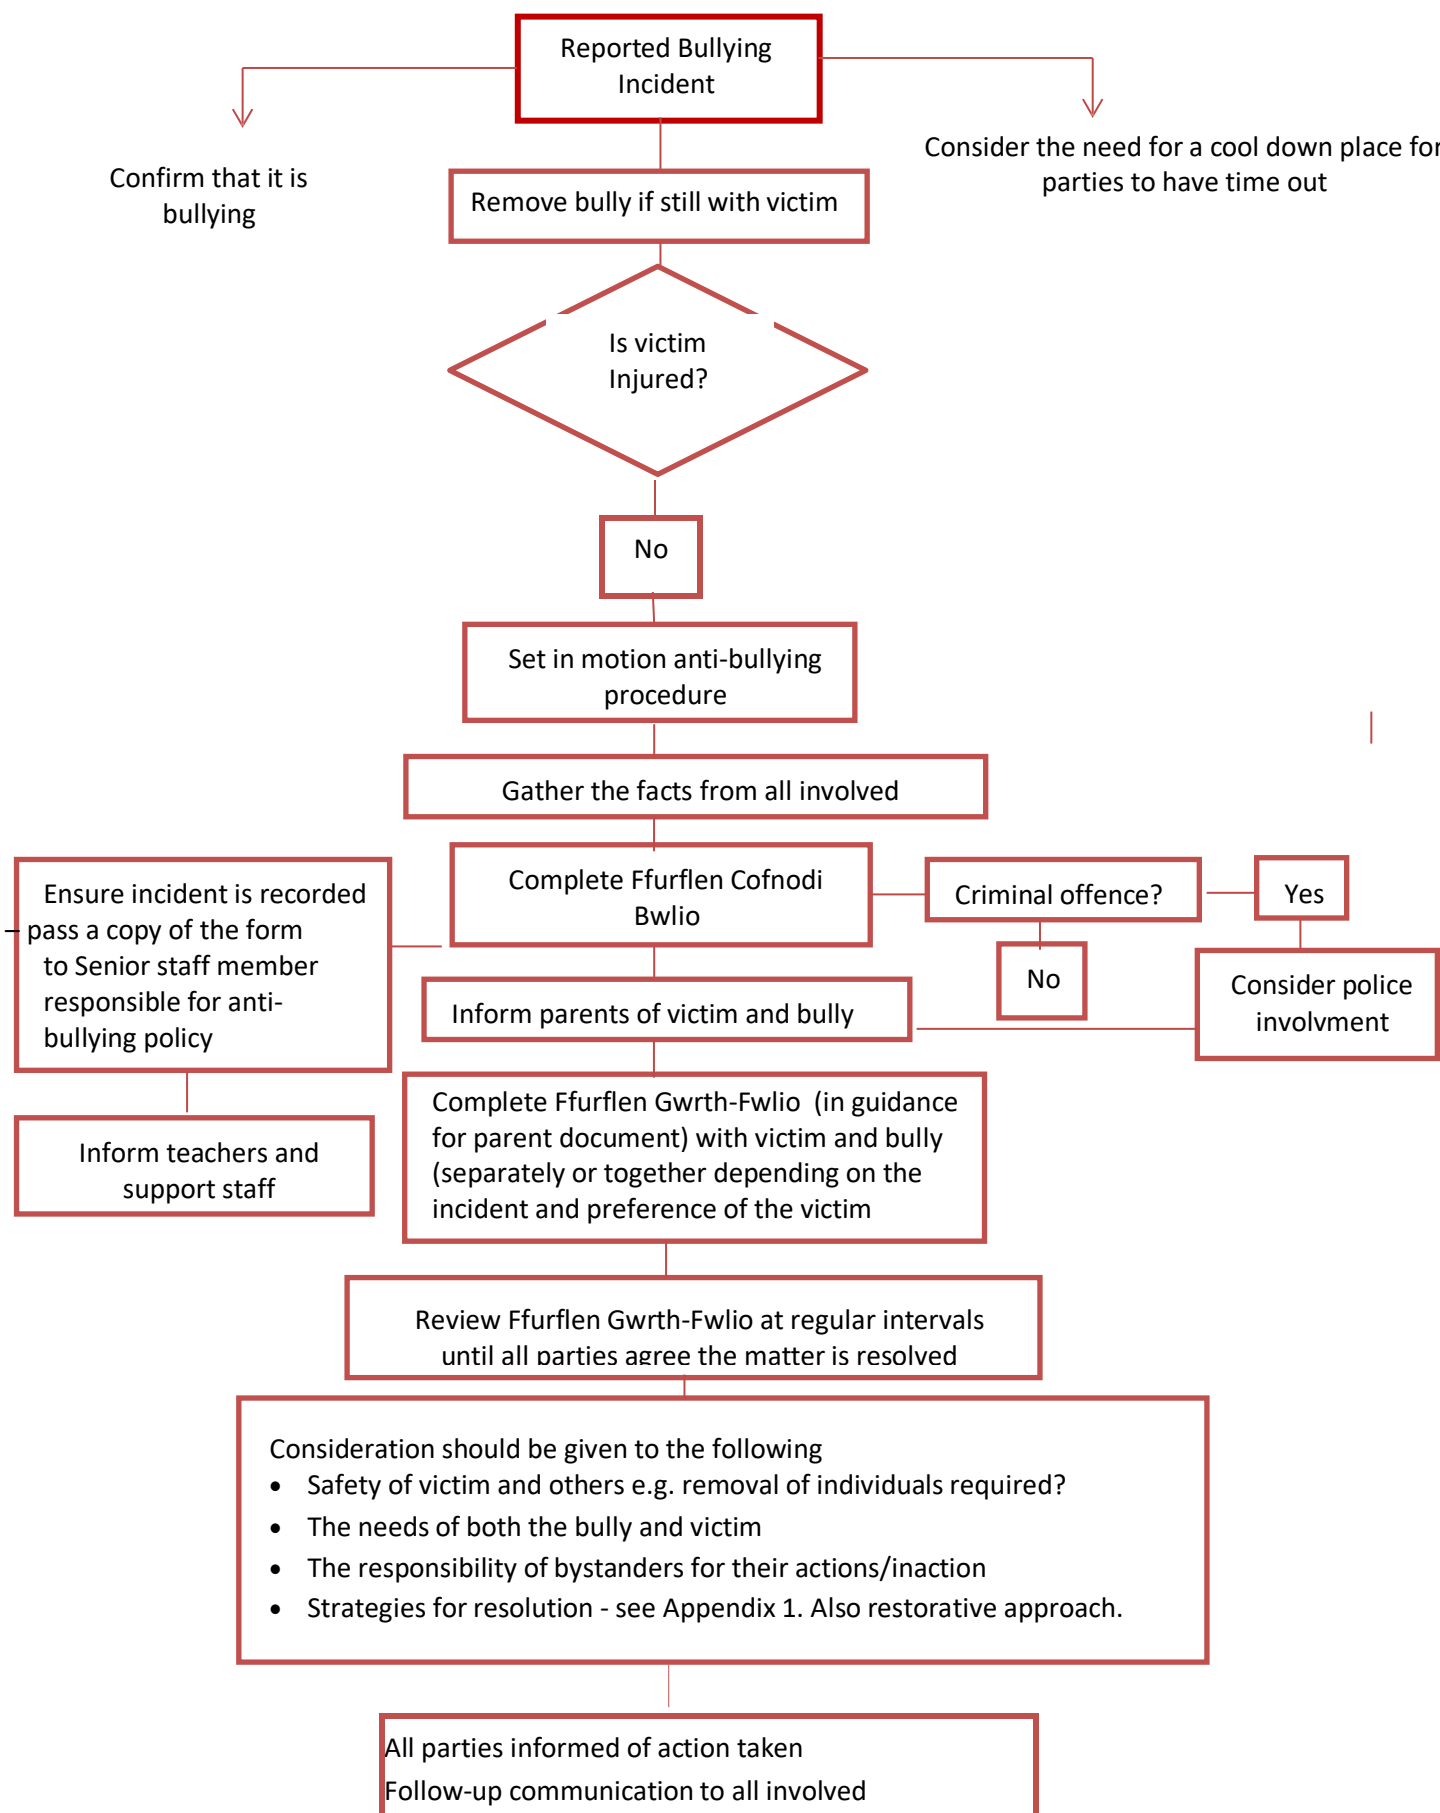 Reported Bullying
Incident
Confirm that it is
bullying
Consider the need for a cool down place for
parties to have time out
Remove bully if still with victim
Is victim
Injured?
No
Set in motion anti-bullying
procedure
Gather the facts from all involved
Ensure incident is recorded
– pass a copy of the form
to Senior staff member
responsible for anti-
bullying policy
Complete Ffurflen Cofnodi
Bwlio
Criminal offence?
Yes
No
Consider police
involvment
Inform parents of victim and bully
Inform teachers and
support staff
Complete Ffurflen Gwrth-Fwlio (in guidance
for parent document) with victim and bully
(separately or together depending on the
incident and preference of the victim
Review Ffurflen Gwrth-Fwlio at regular intervals
until all parties agree the matter is resolved
Consideration should be given to the following
• Safety of victim and others e.g. removal of individuals required?
• The needs of both the bully and victim
• The responsibility of bystanders for their actions/inaction
• Strategies for resolution - see Appendix 1. Also restorative approach.
All parties informed of action taken
Follow-up communication to all involved